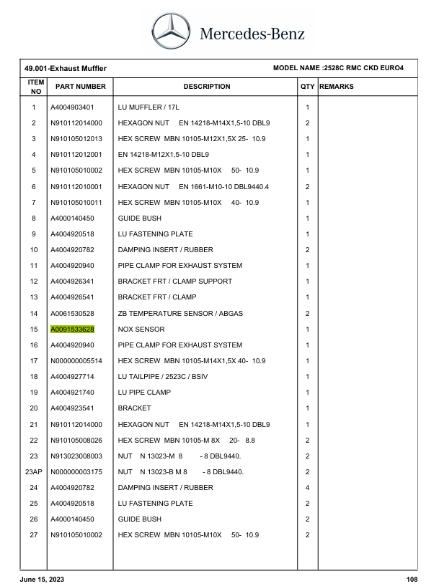 Mercedes-Benz
49.001-Exhaust Muffler MODEL NAME :2528C RMC CKD EURO4
ITEM NO PART NUMBER DESCRIPTION QTY REMARKS
1 A4004903401 LU MUFFLER / 17L 1
2 N910112014000 HEXAGON NUT EN 14218-M14X1,5-10 DBL9 2
3 N910105012013 HEX SCREW MBN 10105-M12X1,5X 25- 10.9 1
4 N910112012001 EN 14218-M12X1,5-10 DBL9 1
5 N910105010002 HEX SCREW MBN 10105-M10X 50- 10.9 1
6 N910112010001 HEXAGON NUT EN 1661-M10-10 DBL9440.4 2
7 N910105010011 HEX SCREW MBN 10105-M10X 40- 10.9 1
8 A4000140450 GUIDE BUSH 1
9 A4004920518 LU FASTENING PLATE 1
10 A4004920782 DAMPING INSERT / RUBBER 2
11 A4004920940 PIPE CLAMP FOR EXHAUST SYSTEM 1
12 A4004926341 BRACKET FRT / CLAMP SUPPORT 1
13 A4004926541 BRACKET FRT / CLAMP 1
14 A0061530528 ZB TEMPERATURE SENSOR / ABGAS 2
15 A0091533628 NOX SENSOR 1
16 A4004920940 PIPE CLAMP FOR EXHAUST SYSTEM 1
17 N000000005514 HEX SCREW MBN 10105-M14X1,5X 40- 10.9 1
18 A4004927714 LU TAILPIPE / 2523C / BSIV 1
19 A4004921740 LU PIPE CLAMP 1
20 A4004923541 BRACKET 1
21 N910112014000 HEXAGON NUT EN 14218-M14X1,5-10 DBL9 1
22 N910105008026 HEX SCREW MBN 10105-M 8X 20- 8.8 2
23 N913023008003 NUT N 13023-M 8 - 8 DBL9440. 2
23AP N000000003175 NUT N 13023-B M 8 - 8 DBL9440. 2
24 A4004920782 DAMPING INSERT / RUBBER 4
25 A4004920518 LU FASTENING PLATE 2
26 A4000140450 GUIDE BUSH 2
27 N910105010002 HEX SCREW MBN 10105-M10X 50- 10.9 2
June 15, 2023 108